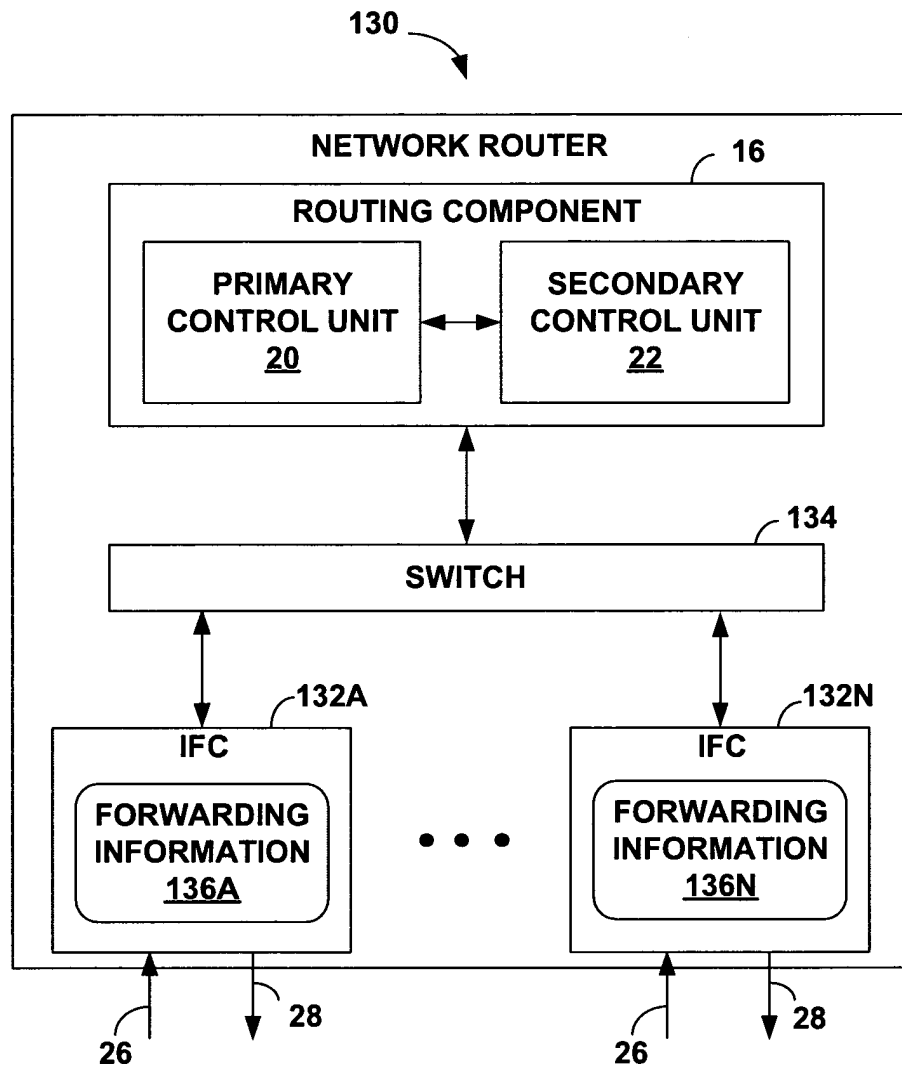 130
NETWORK ROUTER
16
ROUTING COMPONENT
PRIMARY
CONTROL UNIT
20
SECONDARY
CONTROL UNIT
22
134
SWITCH
132A
IFC
FORWARDING
INFORMATION
136A
132N
IFC
FORWARDING
INFORMATION
136N
26
28
26
28